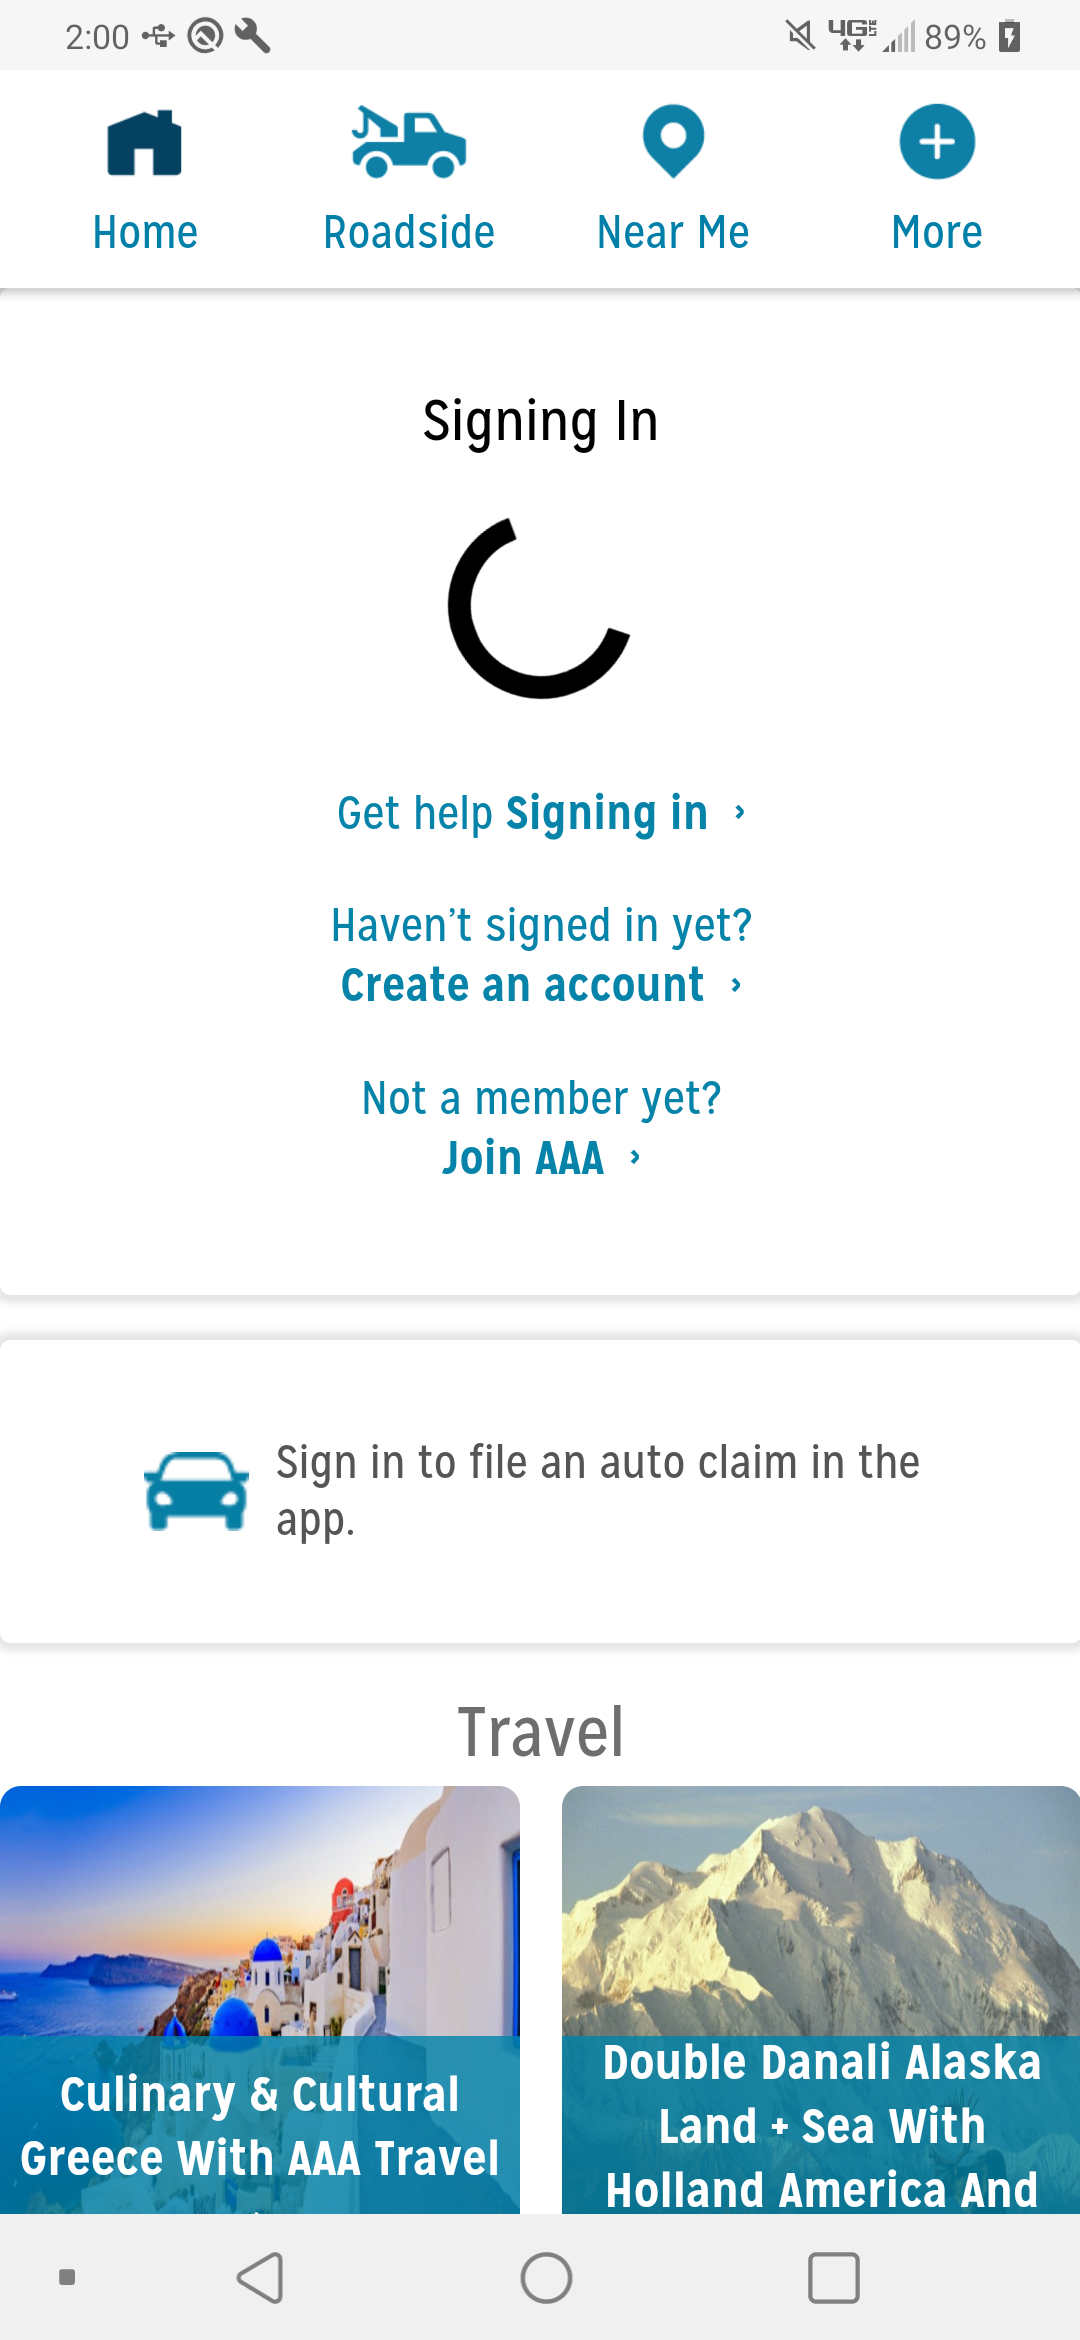 2:00
4G LTE
89%
Home
Roadside
Near Me
More
Signing In
Get help Signing in ›
Haven't signed in yet?
Create an account ›
Not a member yet?
Join AAA ›
Sign in to file an auto claim in the
app.
Travel
Culinary & Cultural
Greece With AAA Travel
Double Danali Alaska
Land + Sea With
Holland America And